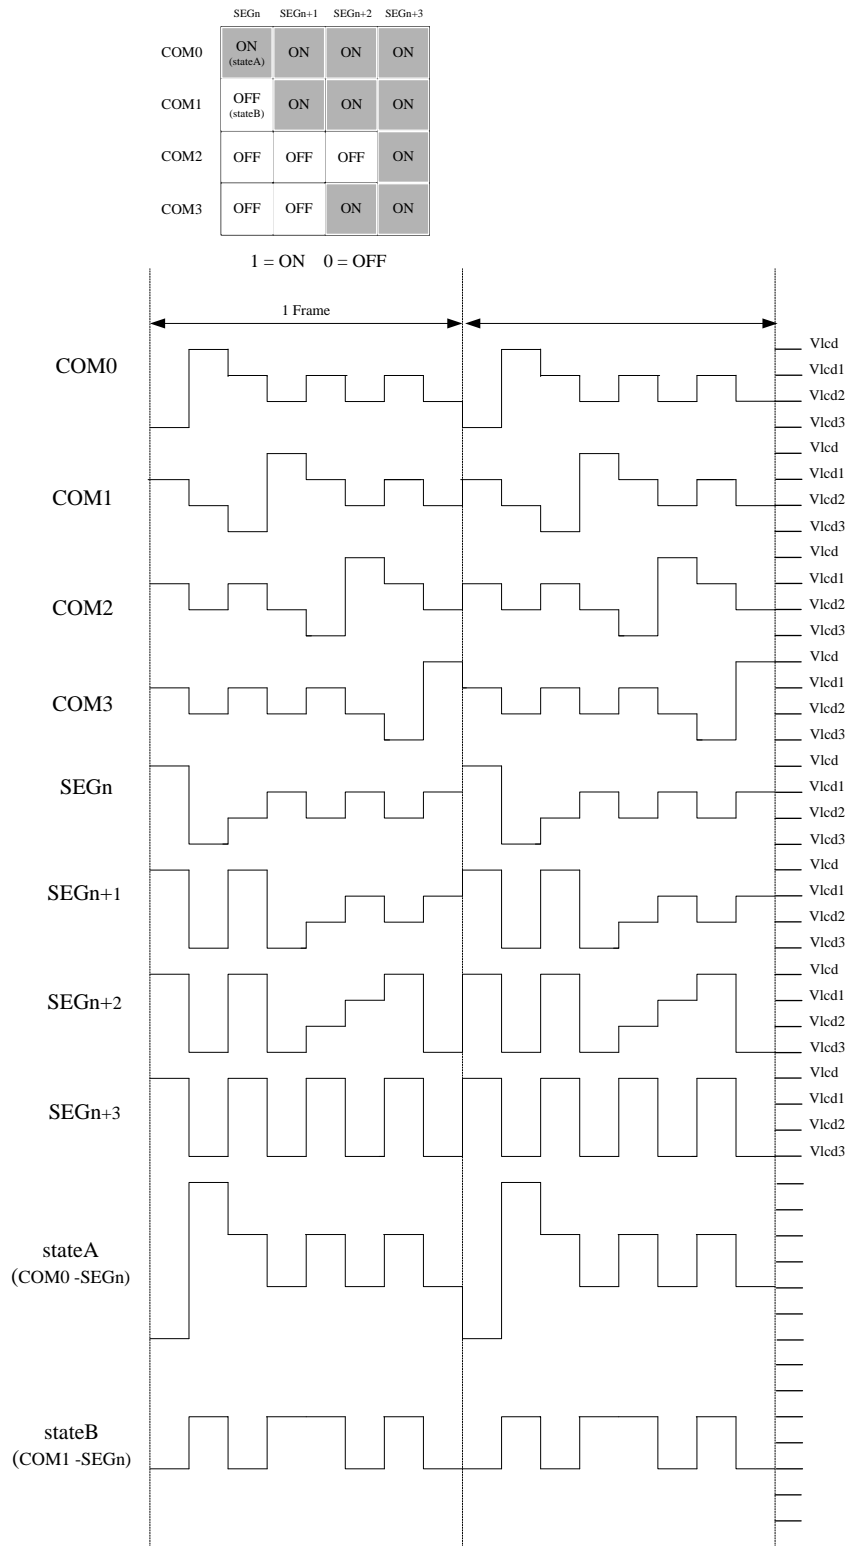 SEGn SEGn+1 SEGn+2 SEGn+3
COM0 ON ON ON ON
(stateA)
COM1 OFF ON ON ON
(stateB)
COM2 OFF OFF OFF ON
COM3 OFF OFF ON ON
1 = ON 0 = OFF
1 Frame
COM0
Vlcd
Vlcd1
Vlcd2
Vlcd3
COM1
Vlcd
Vlcd1
Vlcd2
Vlcd3
COM2
Vlcd
Vlcd1
Vlcd2
Vlcd3
COM3
Vlcd
Vlcd1
Vlcd2
Vlcd3
SEGn
Vlcd
Vlcd1
Vlcd2
Vlcd3
SEGn+1
Vlcd
Vlcd1
Vlcd2
Vlcd3
SEGn+2
Vlcd
Vlcd1
Vlcd2
Vlcd3
SEGn+3
Vlcd
Vlcd1
Vlcd2
Vlcd3
stateA
(COM0 -SEGn)
stateB
(COM1 -SEGn)